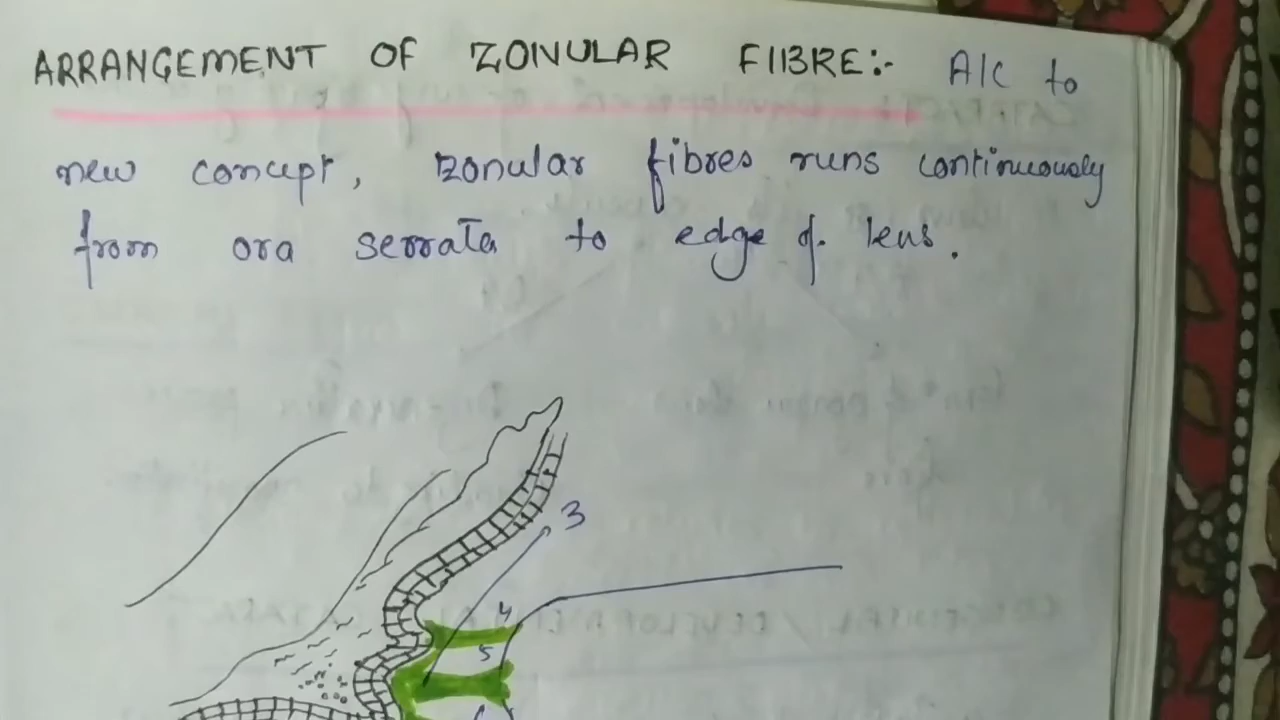 ARRANGEMENT OF ZONULAR FIBRE:- A/C to
new concept, zonular fibres runs continuously
from ora serrata to edge of lens.
3
4
5